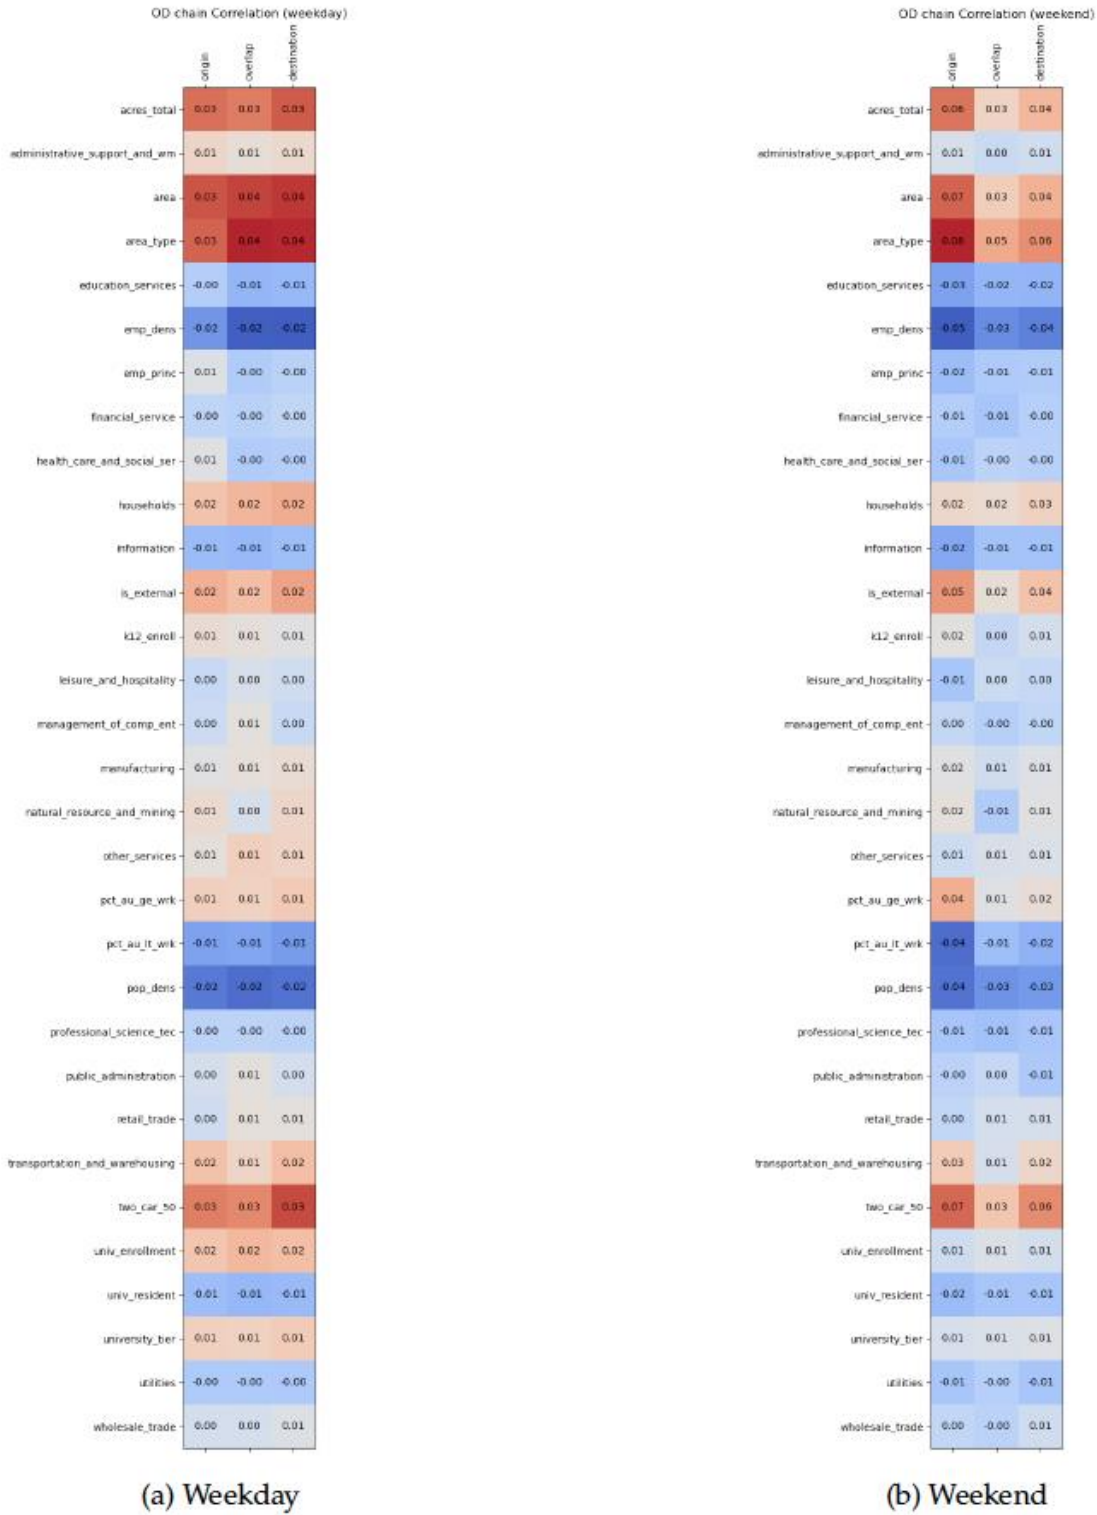 OD chain Correlation (weekday)
origin overlap destination
acres_total 0.03 0.03 0.03
administrative_support_and_wm 0.01 0.01 0.01
area 0.03 0.04 0.04
area_type 0.03 0.04 0.04
education_services -0.00 -0.01 -0.01
emp_dens -0.02 -0.02 -0.02
emp_princ 0.01 -0.00 -0.00
financial_service -0.00 -0.00 -0.00
health_care_and_social_ser 0.01 -0.00 -0.00
households 0.02 0.02 0.02
information -0.01 -0.01 -0.01
is_external 0.02 0.02 0.02
k12_enroll 0.01 0.01 0.01
leisure_and_hospitality 0.00 0.00 0.00
management_of_comp_ent 0.00 0.01 0.00
manufacturing 0.01 0.01 0.01
natural_resource_and_mining 0.01 0.00 0.01
other_services 0.01 0.01 0.01
pct_au_ge_wrk 0.01 0.01 0.01
pct_au_lt_wrk -0.01 -0.01 -0.01
pop_dens -0.02 -0.02 -0.02
professional_science_tec -0.00 -0.00 -0.00
public_administration 0.00 0.01 0.00
retail_trade 0.00 0.01 0.01
transportation_and_warehousing 0.02 0.01 0.02
two_car_50 0.03 0.03 0.03
univ_enrollment 0.02 0.02 0.02
univ_resident -0.01 -0.01 -0.01
university_tier 0.01 0.01 0.01
utilities -0.00 -0.00 -0.00
wholesale_trade 0.00 0.00 0.01
(a) Weekday
OD chain Correlation (weekend)
origin overlap destination
acres_total 0.06 0.03 0.04
administrative_support_and_wm 0.01 0.00 0.01
area 0.07 0.03 0.04
area_type 0.08 0.05 0.06
education_services -0.03 -0.02 -0.02
emp_dens -0.05 -0.03 -0.04
emp_princ -0.02 -0.01 -0.01
financial_service -0.01 -0.01 -0.00
health_care_and_social_ser -0.01 -0.00 -0.00
households 0.02 0.02 0.03
information -0.02 -0.01 -0.01
is_external 0.05 0.02 0.04
k12_enroll 0.02 0.00 0.01
leisure_and_hospitality -0.01 0.00 0.00
management_of_comp_ent 0.00 -0.00 -0.00
manufacturing 0.02 0.01 0.01
natural_resource_and_mining 0.02 -0.01 0.01
other_services 0.01 0.01 0.01
pct_au_ge_wrk 0.04 0.01 0.02
pct_au_lt_wrk -0.04 -0.01 -0.02
pop_dens -0.04 -0.03 -0.03
professional_science_tec -0.01 -0.01 -0.01
public_administration -0.00 0.00 -0.01
retail_trade 0.00 0.01 0.01
transportation_and_warehousing 0.03 0.01 0.02
two_car_50 0.07 0.03 0.06
univ_enrollment 0.01 0.01 0.01
univ_resident -0.02 -0.01 -0.01
university_tier 0.01 0.01 0.01
utilities -0.01 -0.00 -0.01
wholesale_trade 0.00 -0.00 0.01
(b) Weekend